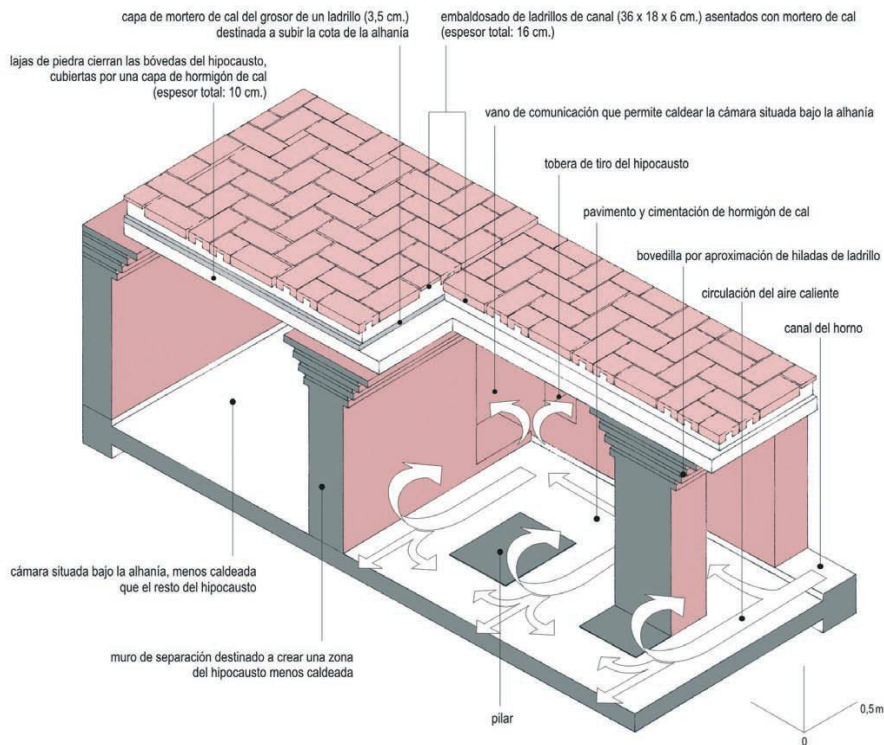 capa de mortero de cal del grosor de un ladrillo (3,5 cm.)
destinada a subir la cota de la alhanía
embaldosado de ladrillos de canal (36 x 18 x 6 cm.) asentados con mortero de cal
(espesor total: 16 cm.)
lajas de piedra cierran las bóvedas del hipocausto,
cubiertas por una capa de hormigón de cal
(espesor total: 10 cm.)
vano de comunicación que permite caldear la cámara situada bajo la alhanía
tobera de tiro del hipocausto
pavimento y cimentación de hormigón de cal
bovedilla por aproximación de hiladas de ladrillo
circulación del aire caliente
canal del horno
cámara situada bajo la alhanía, menos caldeada
que el resto del hipocausto
muro de separación destinado a crear una zona
del hipocausto menos caldeada
pilar
0,5 m
0